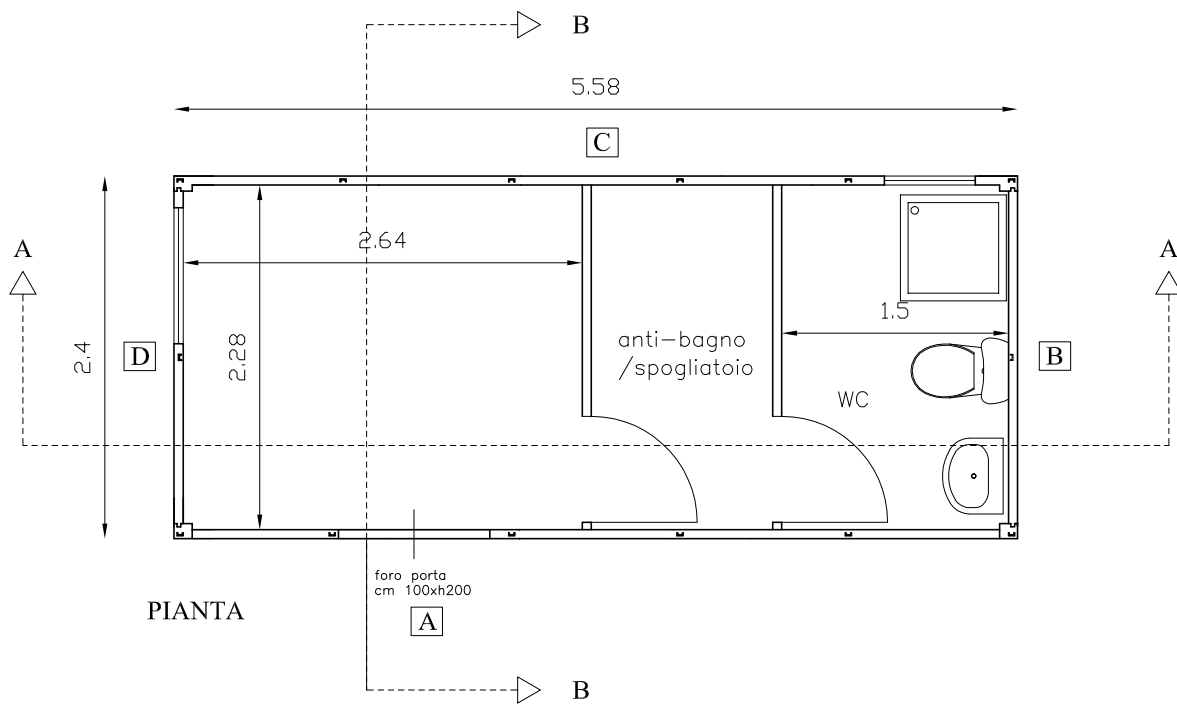 B
5.58
C
A
A
2.64
2.4
D
2.28
anti-bagno
/spogliatoio
1.5
B
WC
foro porta
cm 100xh200
A
PIANTA
B